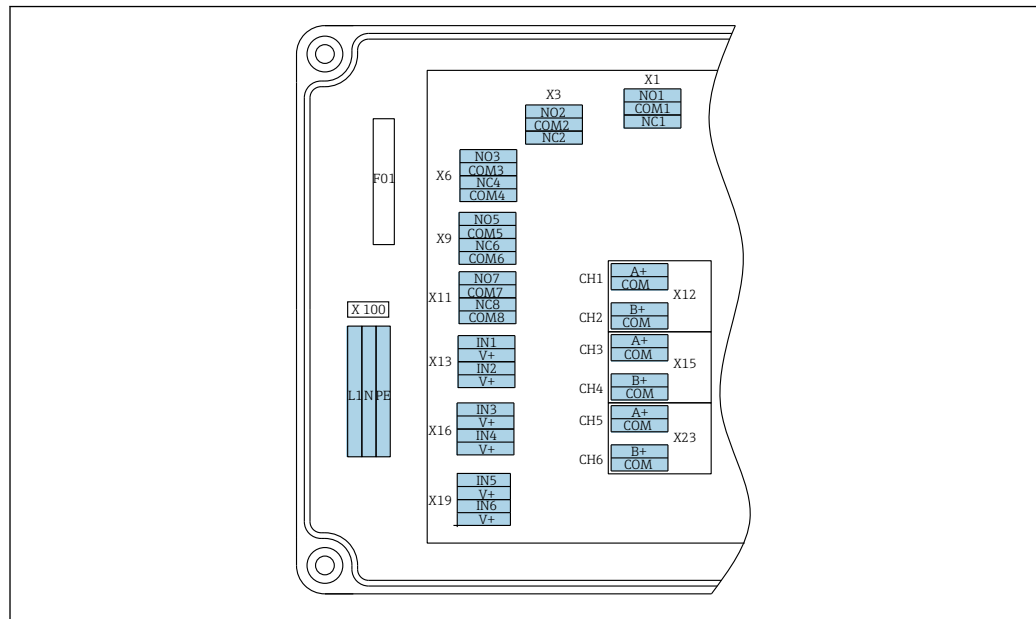 X1
NO1
COM1
NC1
X3
NO2
COM2
NC2
X6
NO3
COM3
NC4
COM4
F01
X9
NO5
COM5
NC6
COM6
X11
NO7
COM7
NC8
COM8
X 100
L1 N PE
X13
IN1
V+
IN2
V+
X16
IN3
V+
IN4
V+
X19
IN5
V+
IN6
V+
CH1
A+
COM
X12
CH2
B+
COM
CH3
A+
COM
X15
CH4
B+
COM
CH5
A+
COM
X23
CH6
B+
COM